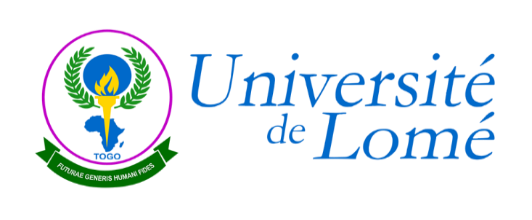 TOGO
FUTURAE GENERIS HUMANI FIDES
Université
de Lomé